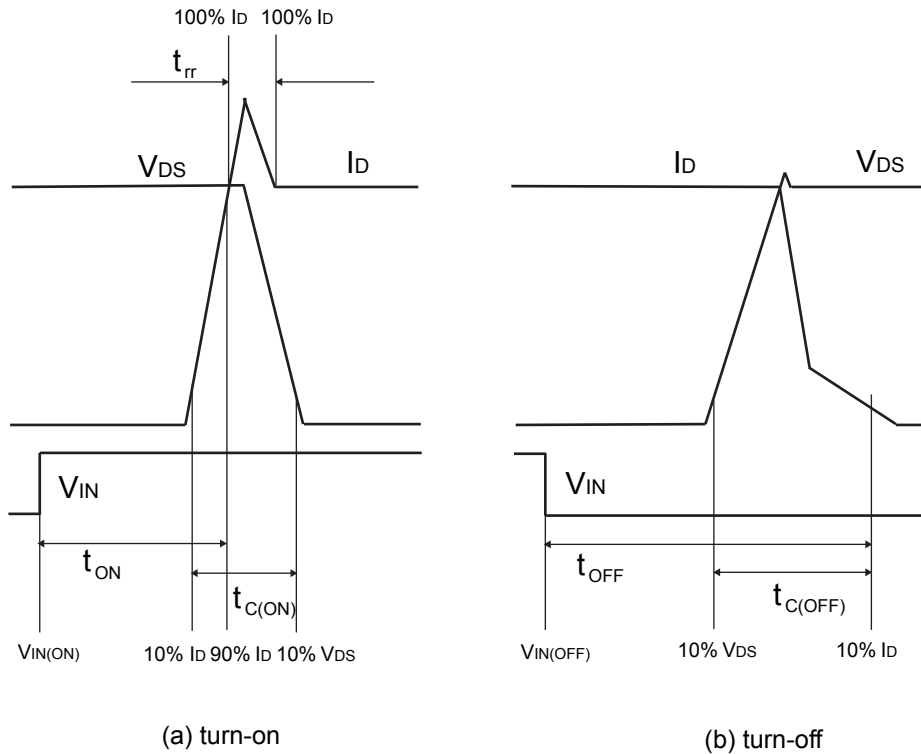 100% ID 100% ID
trr
VDS ID
VIN
tON
tC(ON)
VIN(ON) 10% ID 90% ID 10% VDS
(a) turn-on
ID VDS
VIN
tOFF
tC(OFF)
VIN(OFF) 10% VDS 10% ID
(b) turn-off